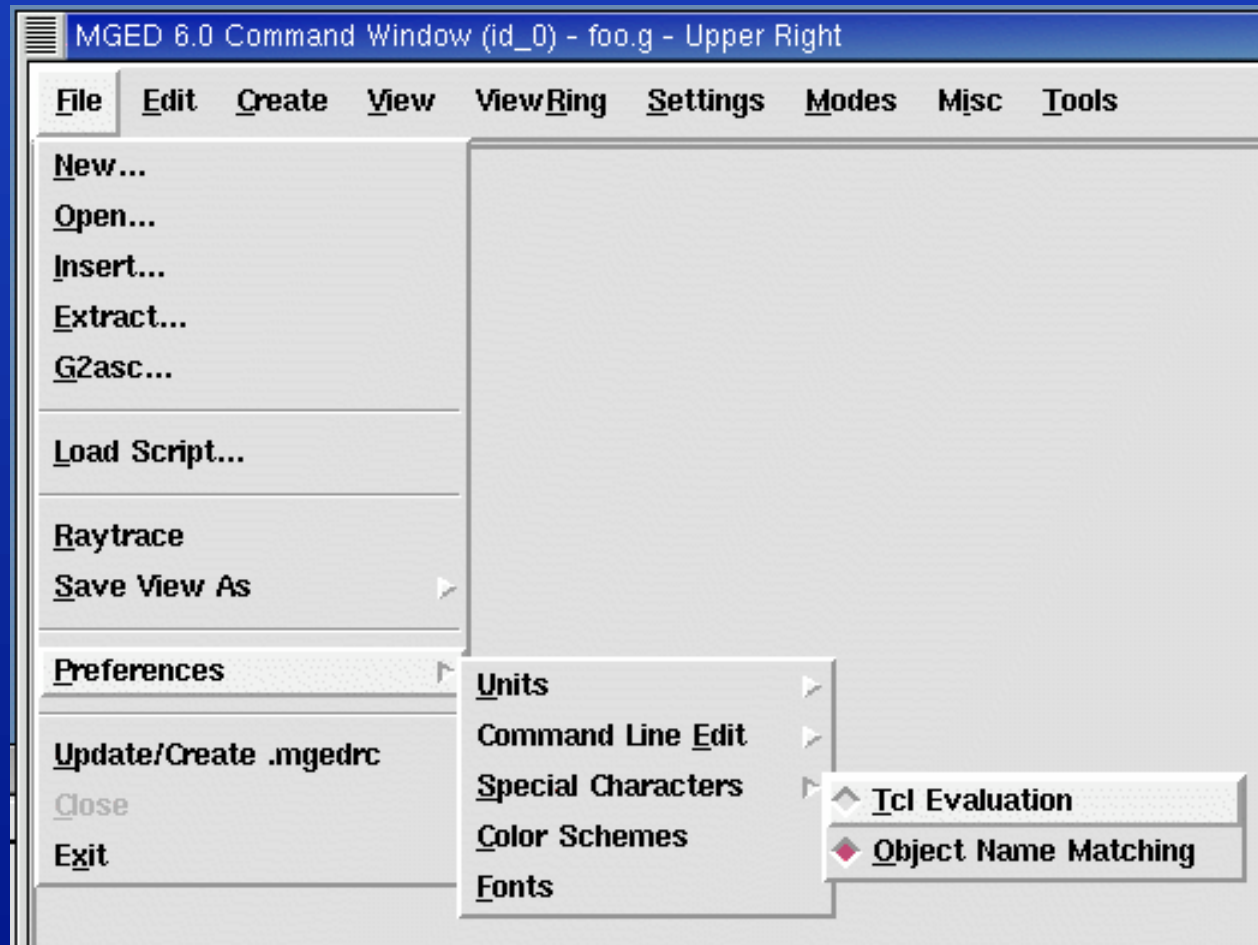 MGED 6.0 Command Window (id_0) - foo.g - Upper Right
File Edit Create View ViewRing Settings Modes Misc Tools
New...
Open...
Insert...
Extract...
G2asc...
Load Script...
Raytrace
Save View As
Preferences
Update/Create .mgedrc
Close
Exit
Units
Command Line Edit
Special Characters
Color Schemes
Fonts
Tcl Evaluation
Object Name Matching